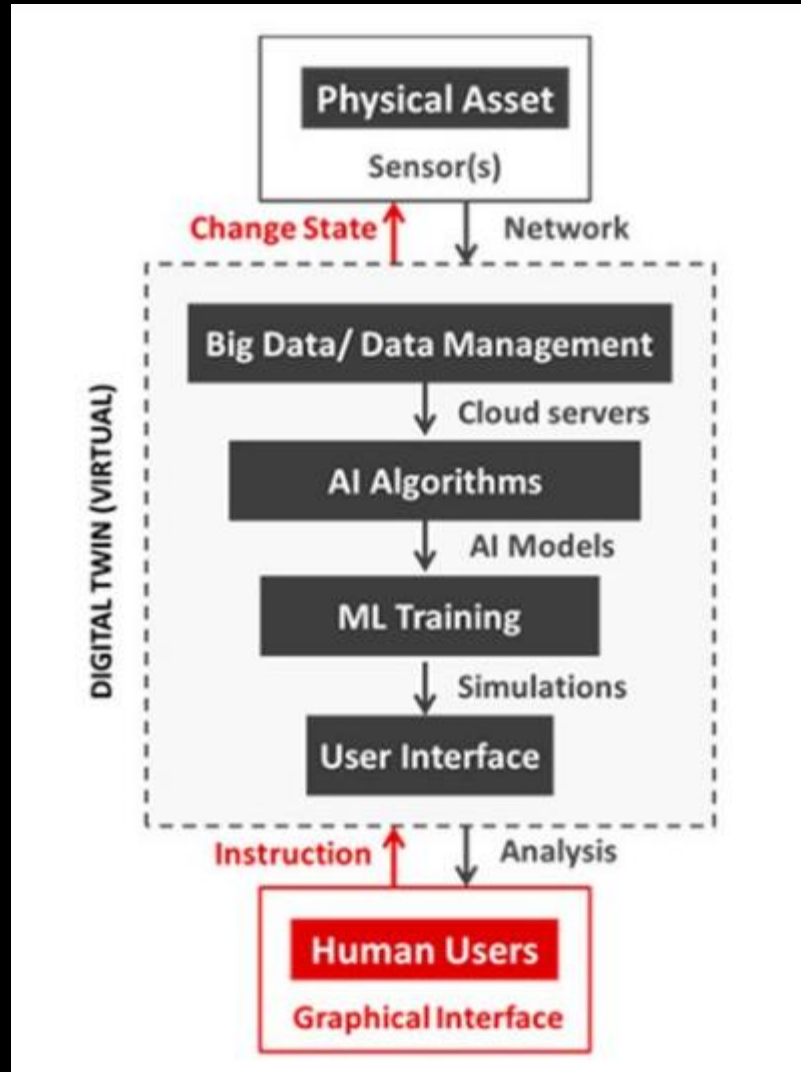 Physical Asset
Sensor(s)
Change State
Network
DIGITAL TWIN (VIRTUAL)
Big Data/ Data Management
Cloud servers
AI Algorithms
AI Models
ML Training
Simulations
User Interface
Instruction
Analysis
Human Users
Graphical Interface